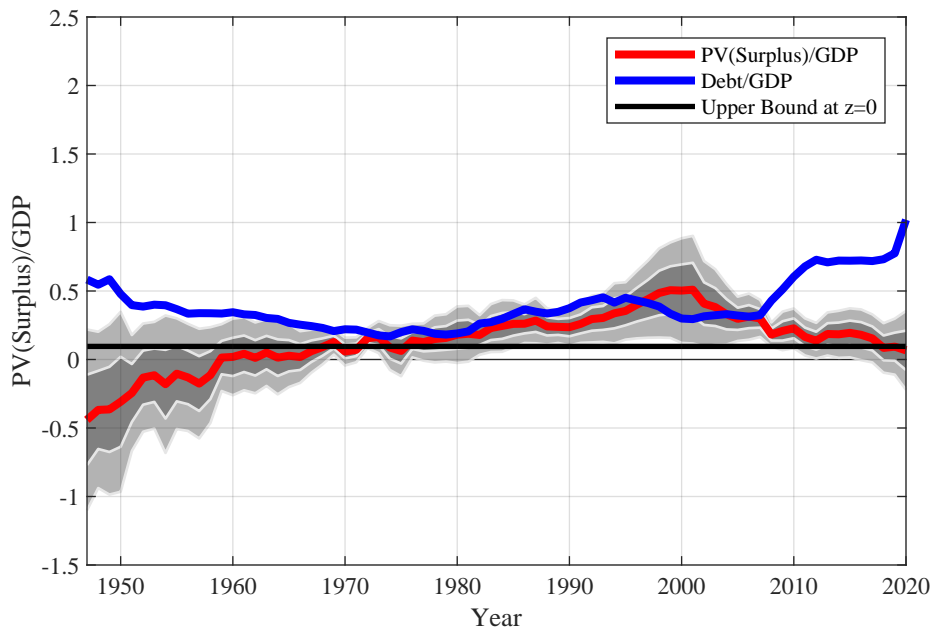 2.5
2
1.5
1
0.5
0
-0.5
-1
-1.5
PV(Surplus)/GDP
PV(Surplus)/GDP
Debt/GDP
Upper Bound at z=0
1950 1960 1970 1980 1990 2000 2010 2020
Year